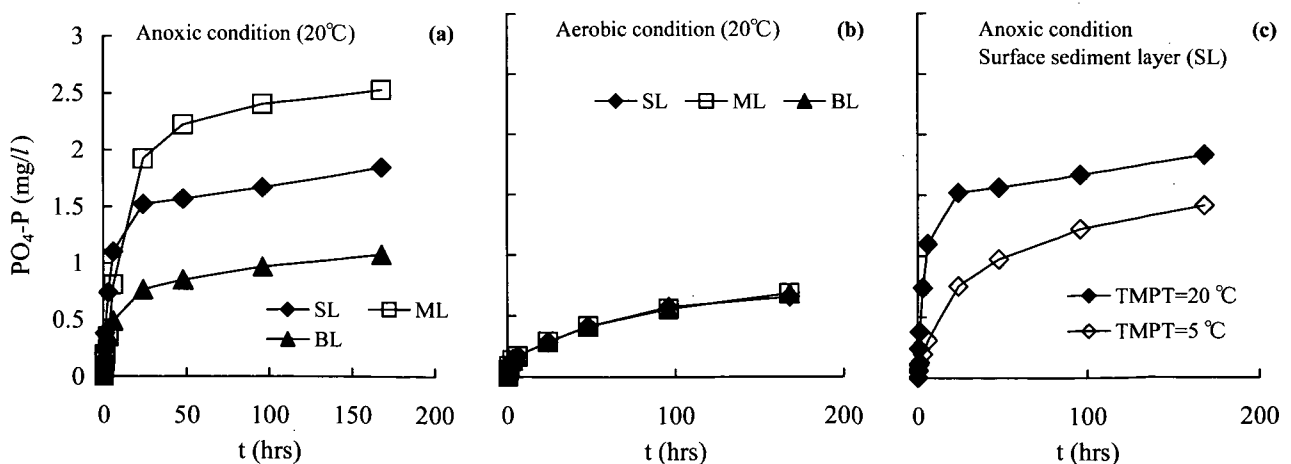 Anoxic condition (20℃) (a)
PO₄-P (mg/l)
3
2.5
2
1.5
1
0.5
0
SL ML
BL
0 50 100 150 200
t (hrs)
Aerobic condition (20℃) (b)
SL ML BL
0 100 200
t (hrs)
Anoxic condition (c)
Surface sediment layer (SL)
TMPT=20 ℃
TMPT=5 ℃
0 100 200
t (hrs)